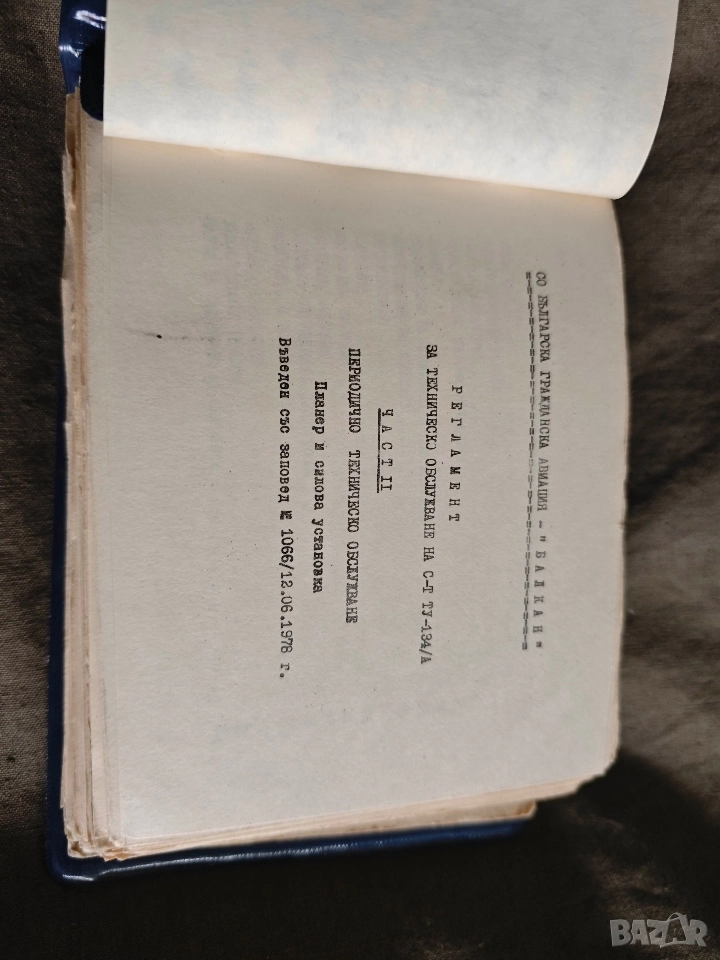 СО БЪЛГАРСКА ГРАЖДАНСКА АВИАЦИЯ - "БАЛКАН"
РЕГЛАМЕНТ
ЗА ТЕХНИЧЕСКО ОБСЛУЖВАНЕ НА С-Т ТУ-134/А
ЧАСТ II
ПЕРИОДИЧНО ТЕХНИЧЕСКО ОБСЛУЖВАНЕ
Планер и силова установка
Въведен със заповед № 1066/12.06.1978 г.
BAZAR